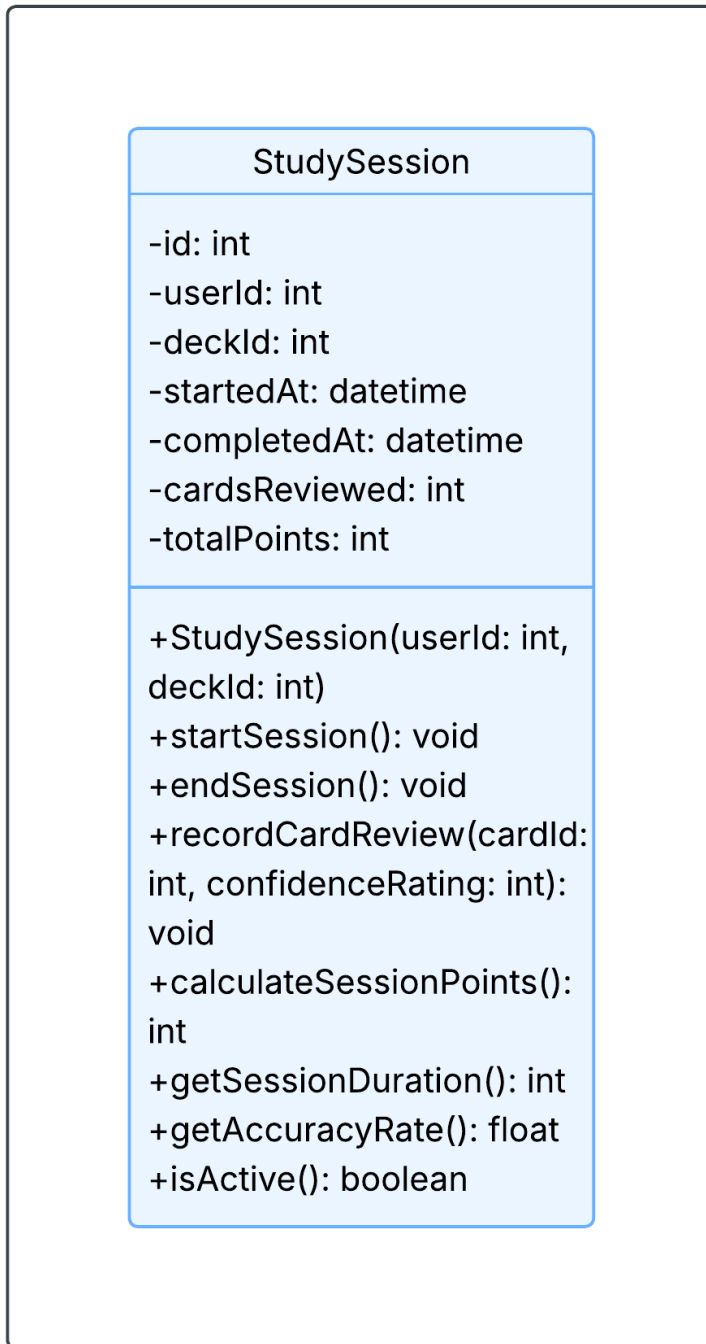 StudySession
-id: int
-userId: int
-deckId: int
-startedAt: datetime
-completedAt: datetime
-cardsReviewed: int
-totalPoints: int
+StudySession(userId: int,
deckId: int)
+startSession(): void
+endSession(): void
+recordCardReview(cardId:
int, confidenceRating: int):
void
+calculateSessionPoints():
int
+getSessionDuration(): int
+getAccuracyRate(): float
+isActive(): boolean